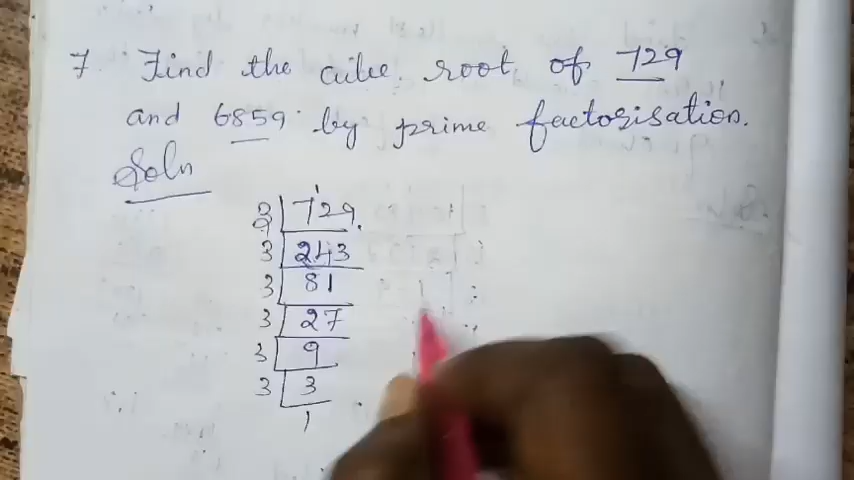 7 Find the cube root of 729
and 6859 by prime factorisation.
Soln
3 729
3 243
3 81
3 27
3 9
3 3
1